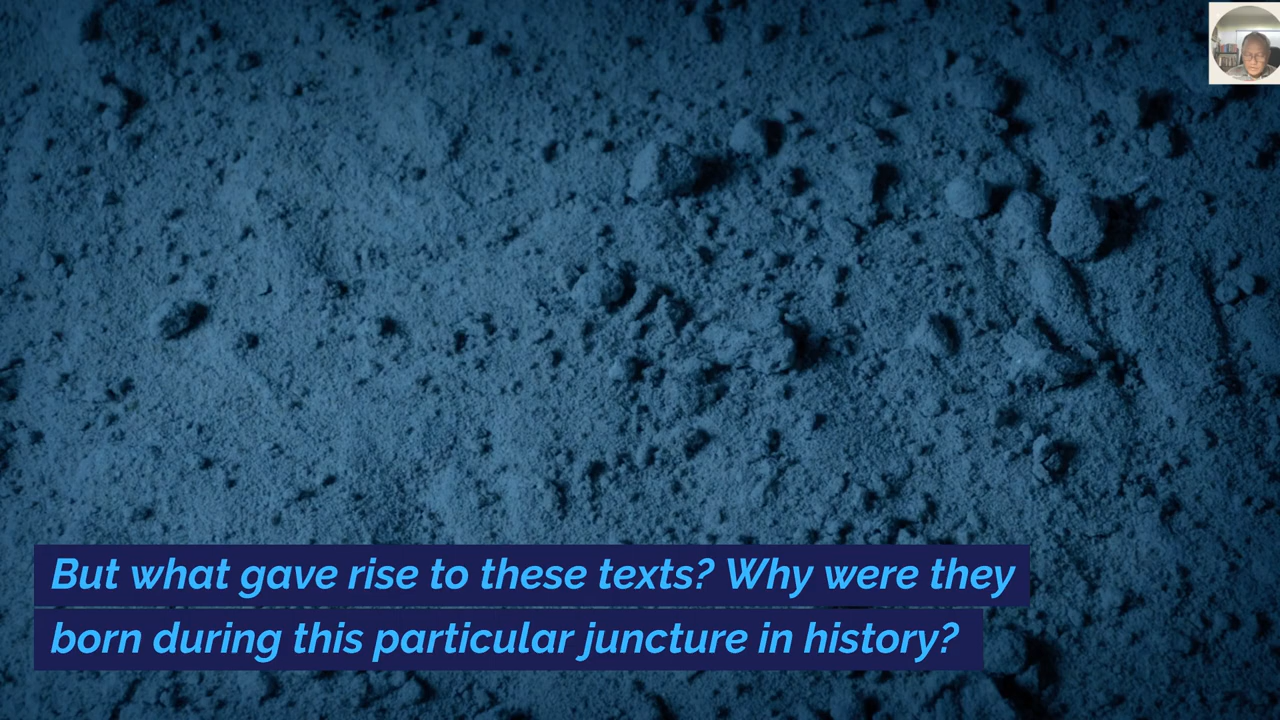 But what gave rise to these texts? Why were they
born during this particular juncture in history?